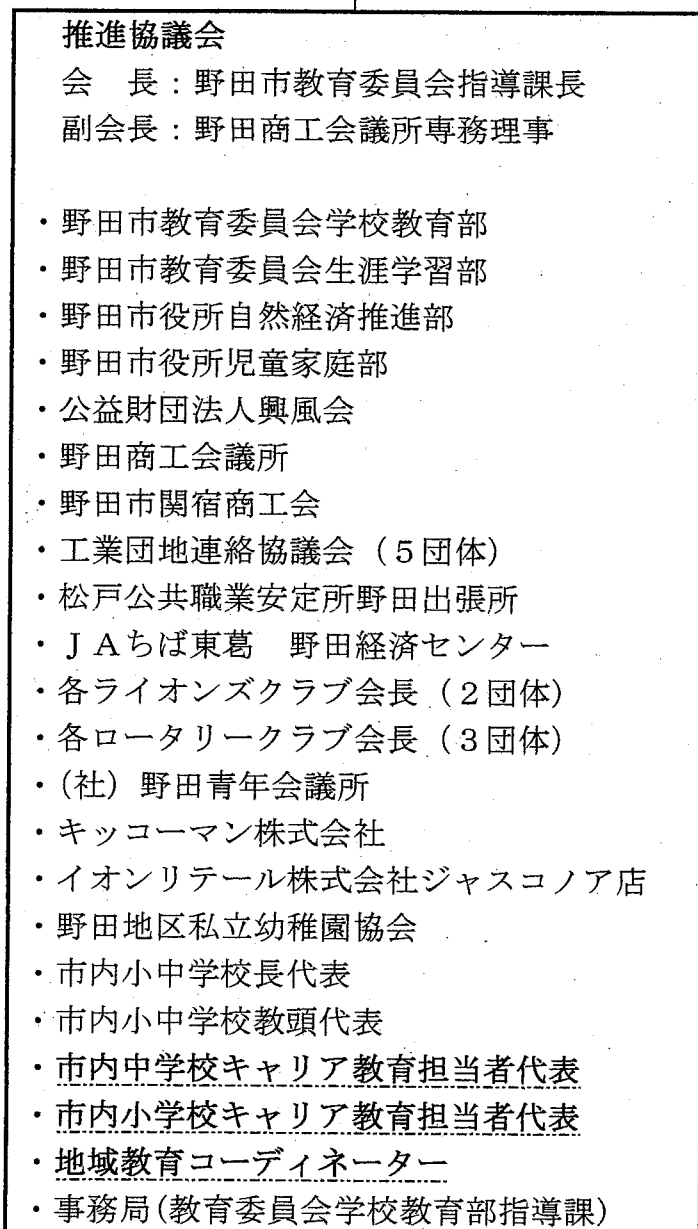 推進協議会
会　長：野田市教育委員会指導課長
副会長：野田商工会議所専務理事
・野田市教育委員会学校教育部
・野田市教育委員会生涯学習部
・野田市役所自然経済推進部
・野田市役所児童家庭部
・公益財団法人興風会
・野田商工会議所
・野田市関宿商工会
・工業団地連絡協議会（５団体）
・松戸公共職業安定所野田出張所
・ＪＡちば東葛　野田経済センター
・各ライオンズクラブ会長（２団体）
・各ロータリークラブ会長（３団体）
・(社）野田青年会議所
・キッコーマン株式会社
・イオンリテール株式会社ジャスコノア店
・野田地区私立幼稚園協会
・市内小中学校長代表
・市内小中学校教頭代表
・市内中学校キャリア教育担当者代表
・市内小学校キャリア教育担当者代表
・地域教育コーディネーター
・事務局(教育委員会学校教育部指導課)